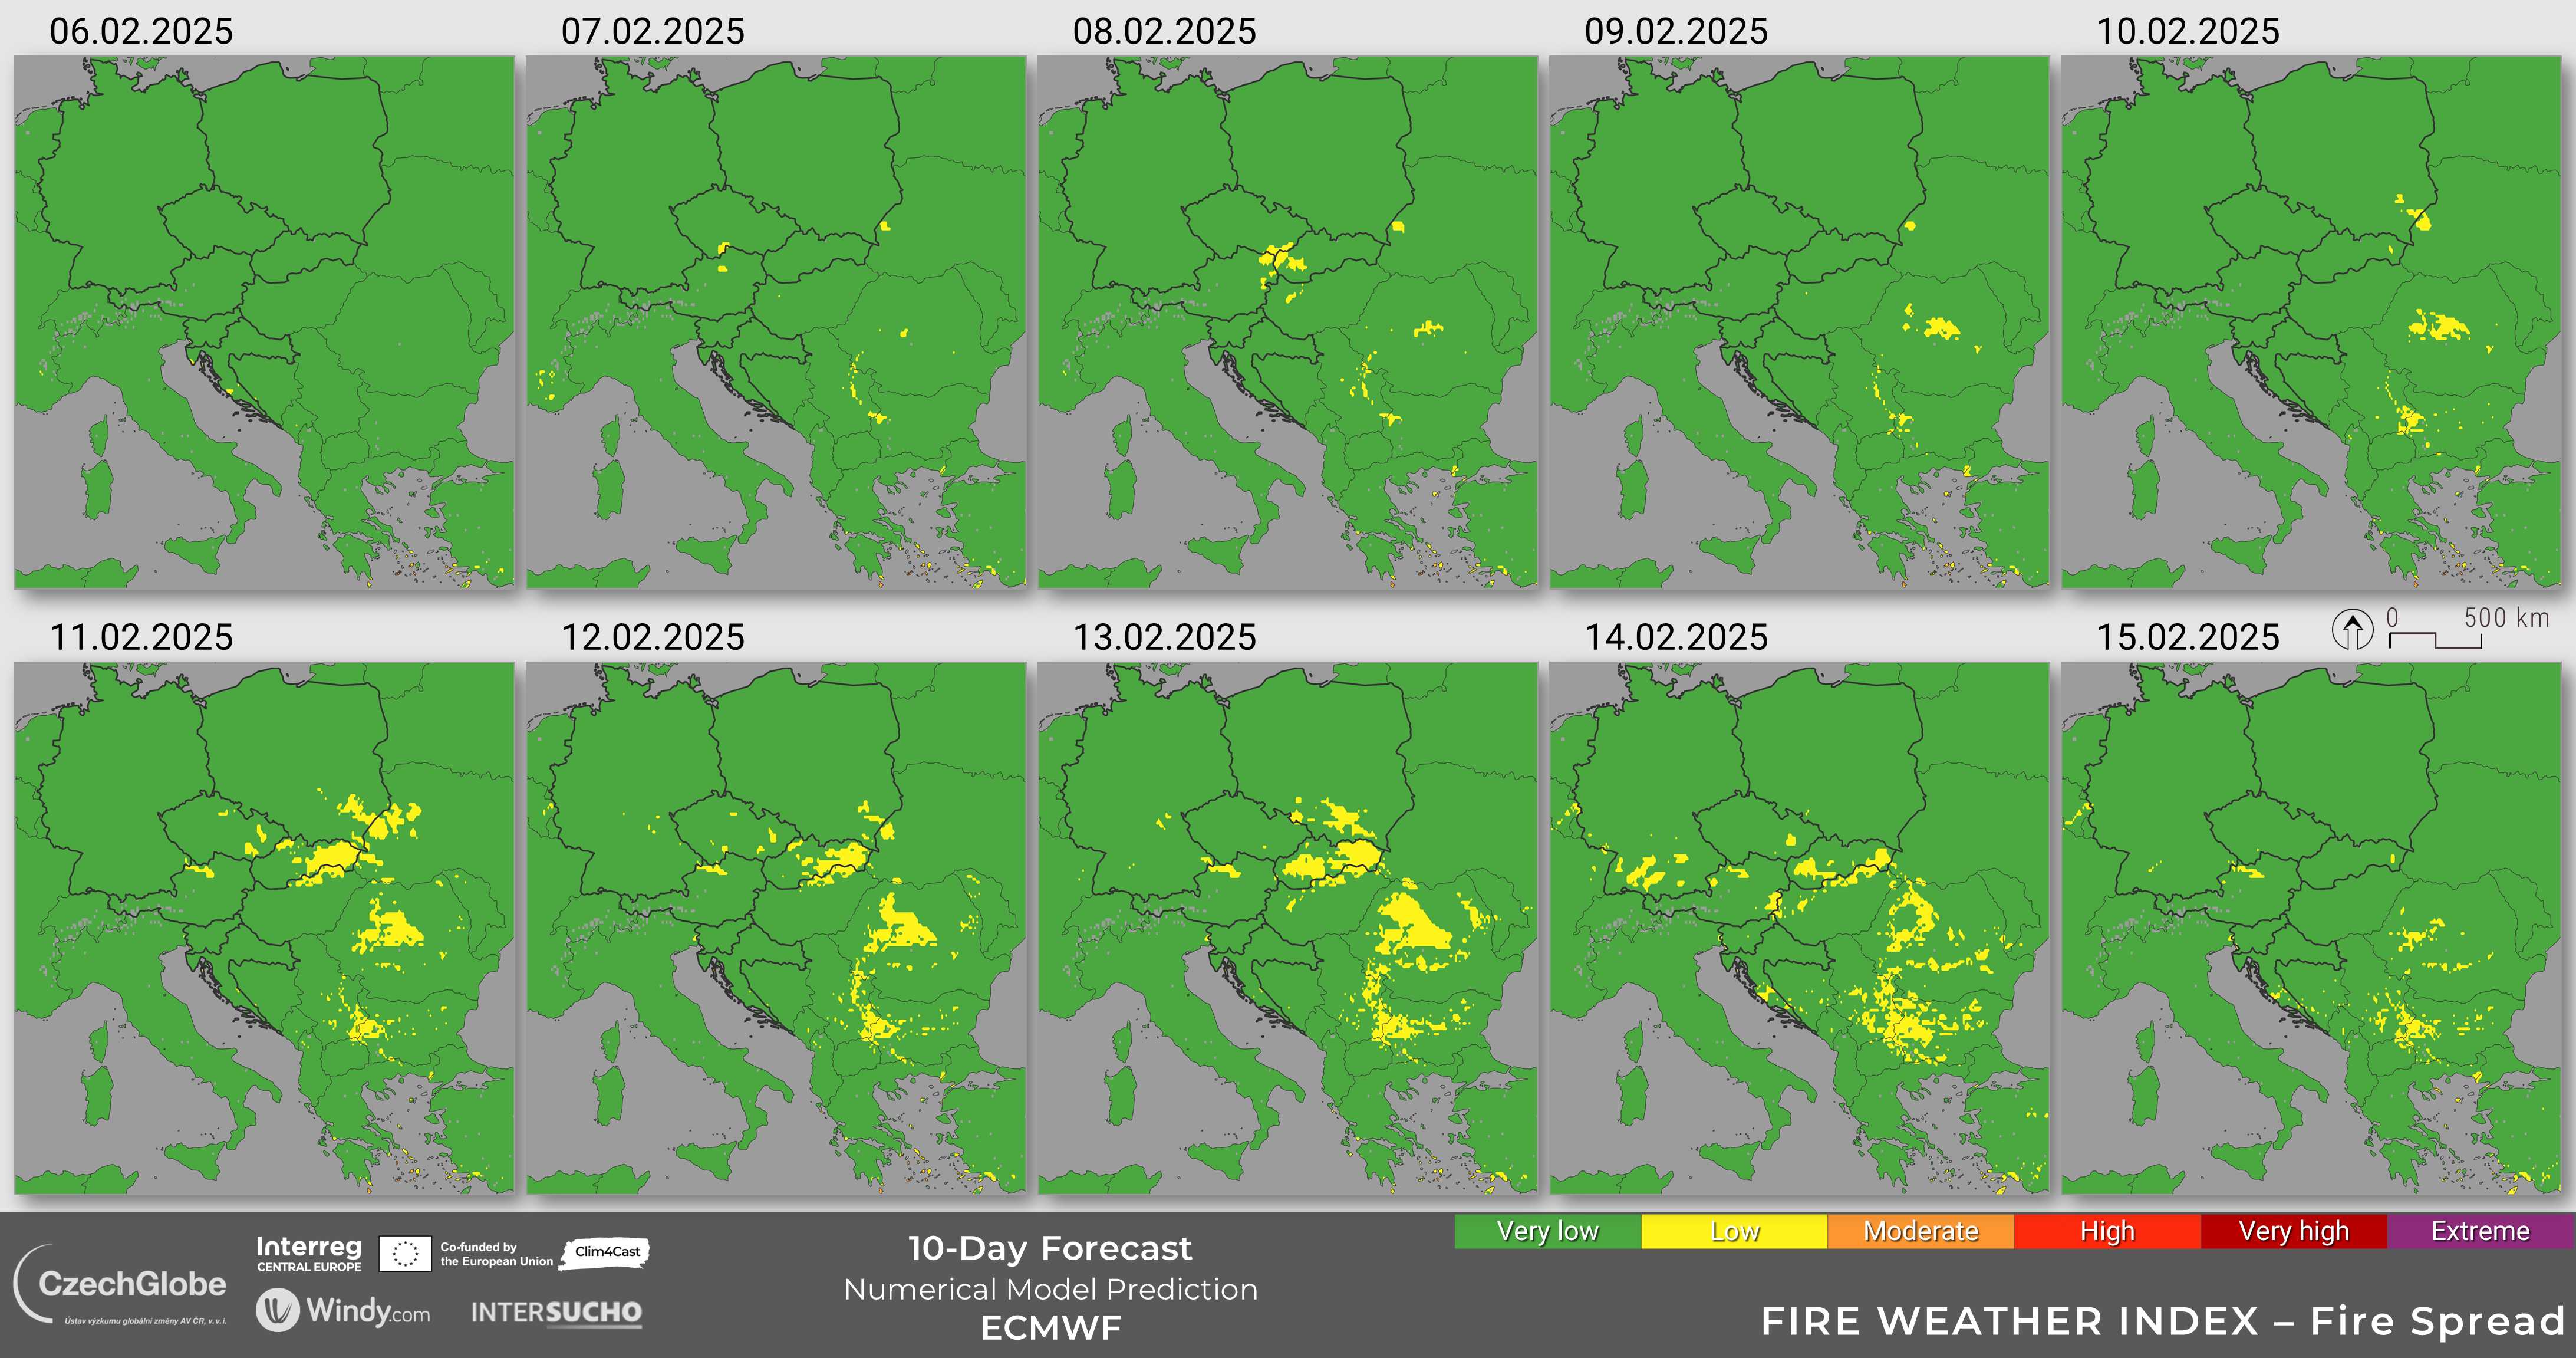 06.02.2025
07.02.2025
08.02.2025
09.02.2025
10.02.2025
11.02.2025
12.02.2025
13.02.2025
14.02.2025
15.02.2025
0 500 km
Very low
Low
Moderate
High
Very high
Extreme
CzechGlobe
Ústav výzkumu globální změny AV ČR, v. v. i.
Interreg
CENTRAL EUROPE
Co-funded by
the European Union
Clim4Cast
Windy.com
INTERSUCHO
10-Day Forecast
Numerical Model Prediction
ECMWF
FIRE WEATHER INDEX – Fire Spread